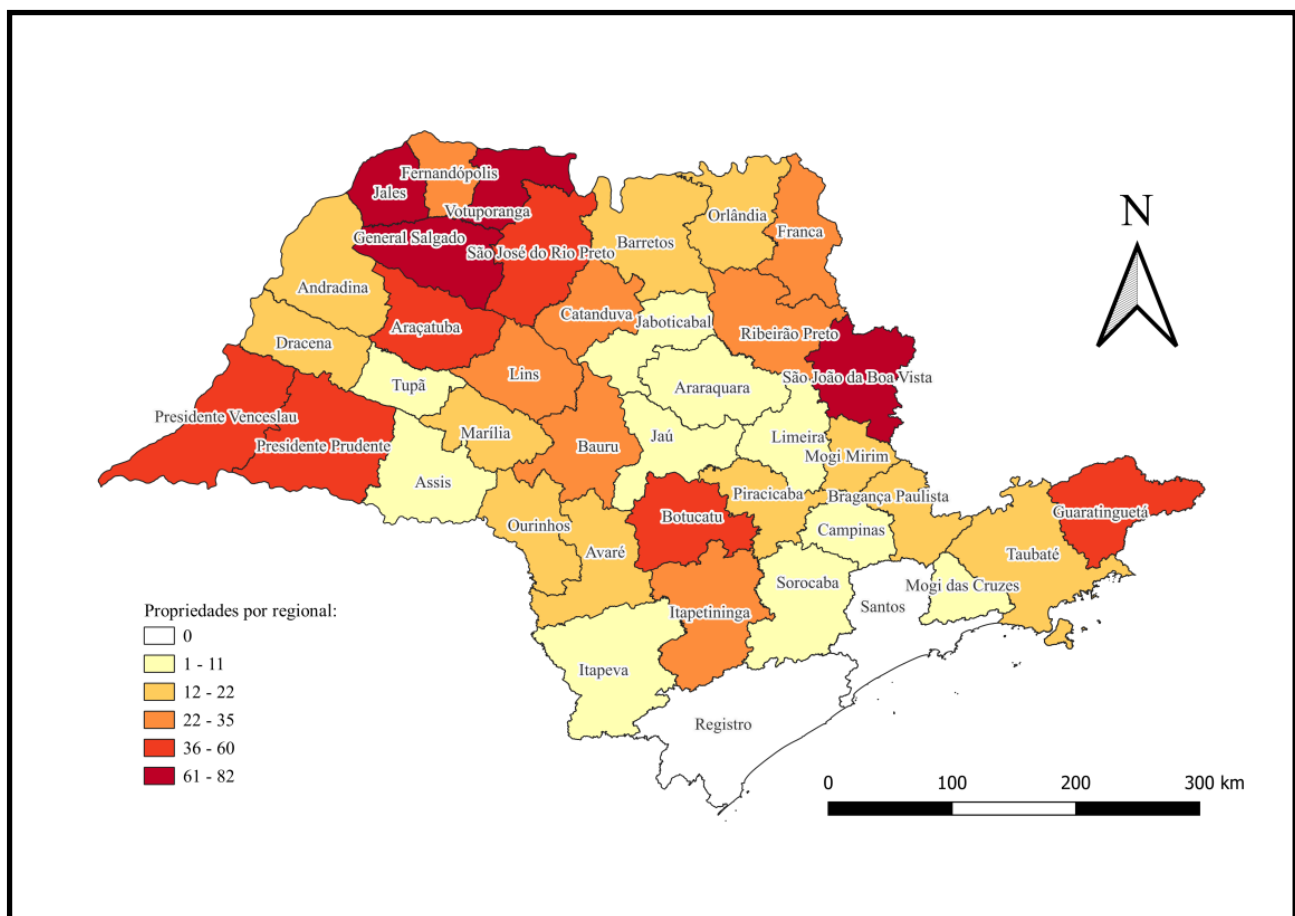 Fernandópolis
Jales
Votuporanga
Orlândia
Franca
N
General Salgado
Barretos
São José do Rio Preto
Andradina
Catanduva
Jaboticabal
Araçatuba
Ribeirão Preto
Dracena
Lins
São João da Boa Vista
Tupã
Araraquara
Presidente Venceslau
Marília
Jaú
Limeira
Presidente Prudente
Bauru
Mogi Mirim
Assis
Piracicaba
Bragança Paulista
Botucatu
Guaratinguetá
Ourinhos
Campinas
Avaré
Taubaté
Sorocaba
Mogi das Cruzes
Santos
Itapetininga
Itapeva
Registro
Propriedades por regional:
0
1 - 11
12 - 22
22 - 35
36 - 60
61 - 82
0 100 200 300 km